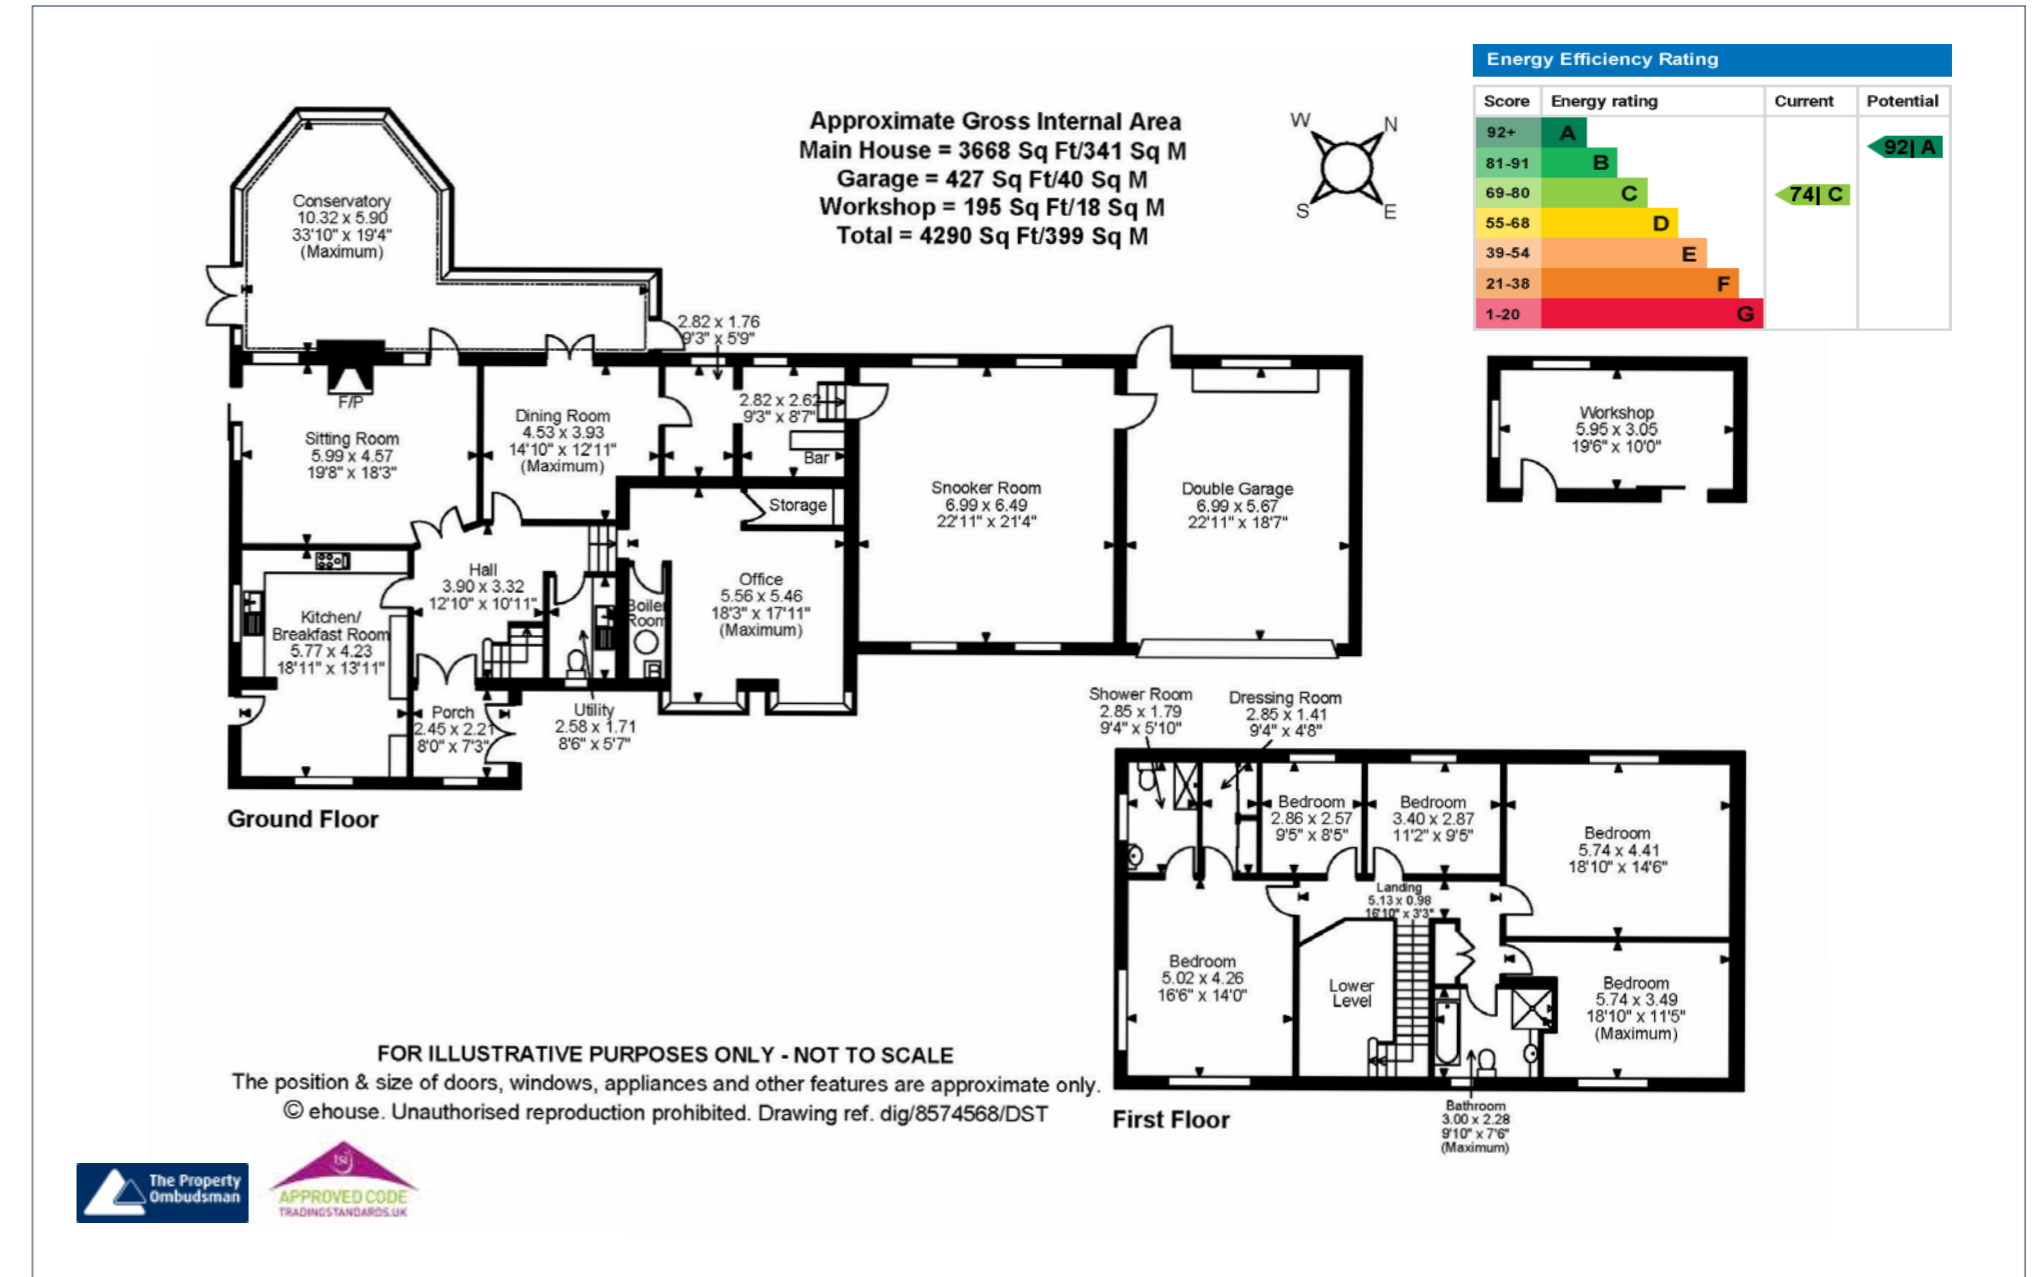 Approximate Gross Internal Area
Main House = 3668 Sq Ft/341 Sq M
Garage = 427 Sq Ft/40 Sq M
Workshop = 195 Sq Ft/18 Sq M
Total = 4290 Sq Ft/399 Sq M
W
N
S
E
Energy Efficiency Rating
Score Energy rating Current Potential
92+ A
92| A
81-91 B
69-80 C
74| C
55-68 D
39-54 E
21-38 F
1-20 G
Conservatory
10.32 x 5.90
33'10" x 19'4"
(Maximum)
2.82 x 1.76
9'3" x 5'9"
F/P
Sitting Room
5.99 x 4.57
19'8" x 18'3"
Dining Room
4.53 x 3.93
14'10" x 12'11"
(Maximum)
2.82 x 2.62
9'3" x 8'7"
Bar
Storage
Snooker Room
6.99 x 6.49
22'11" x 21'4"
Double Garage
6.99 x 5.67
22'11" x 18'7"
Workshop
5.95 x 3.05
19'6" x 10'0"
Hall
3.90 x 3.32
12'10" x 10'11"
Kitchen/
Breakfast Room
5.77 x 4.23
18'11" x 13'11"
Boiler
Room
Office
5.56 x 5.46
18'3" x 17'11"
(Maximum)
Porch
2.45 x 2.21
8'0" x 7'3"
Utility
2.58 x 1.71
8'6" x 5'7"
Ground Floor
Shower Room
2.85 x 1.79
9'4" x 5'10"
Dressing Room
2.85 x 1.41
9'4" x 4'8"
Bedroom
2.86 x 2.57
9'5" x 8'5"
Bedroom
3.40 x 2.87
11'2" x 9'5"
Bedroom
5.74 x 4.41
18'10" x 14'6"
Landing
5.13 x 0.98
16'10" x 3'3"
Bedroom
5.02 x 4.26
16'6" x 14'0"
Lower
Level
Bedroom
5.74 x 3.49
18'10" x 11'5"
(Maximum)
Bathroom
3.00 x 2.28
9'10" x 7'6"
(Maximum)
First Floor
FOR ILLUSTRATIVE PURPOSES ONLY - NOT TO SCALE
The position & size of doors, windows, appliances and other features are approximate only.
© ehouse. Unauthorised reproduction prohibited. Drawing ref. dig/8574568/DST
The Property
Ombudsman
tsi
APPROVED CODE
TRADINGSTANDARDS.UK